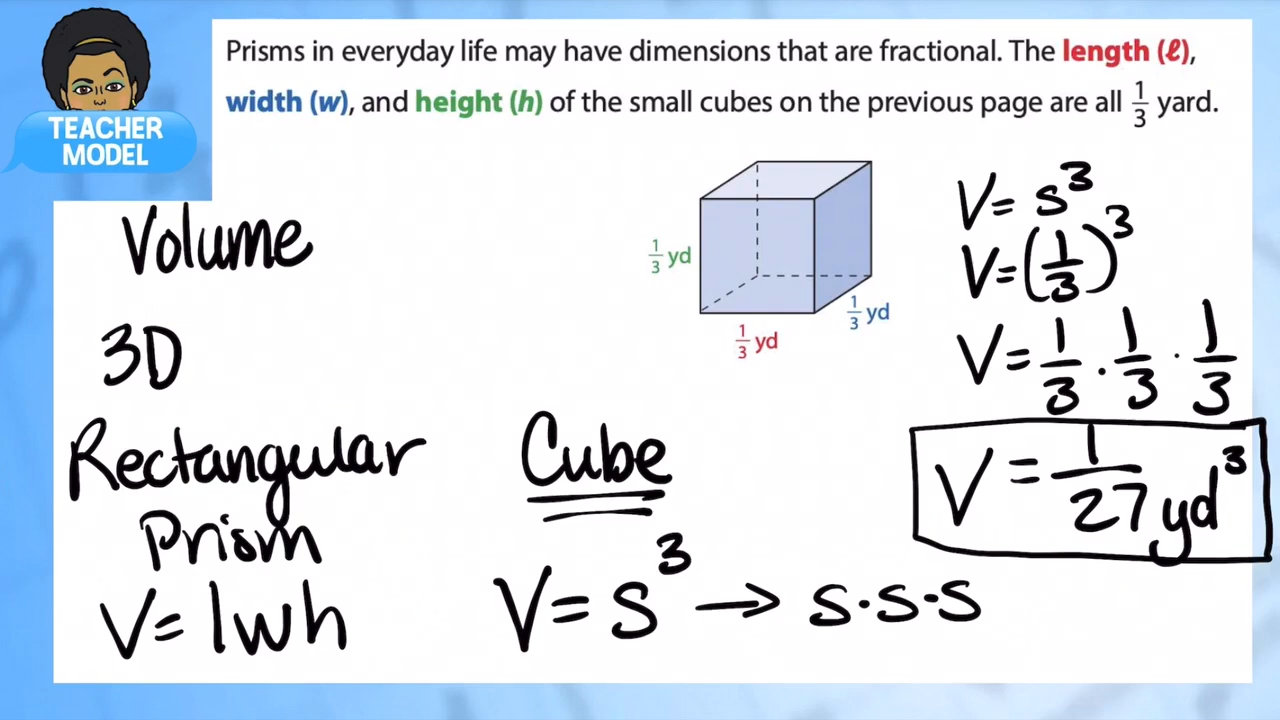 Prisms in everyday life may have dimensions that are fractional. The length (ℓ),
width (w), and height (h) of the small cubes on the previous page are all 1/3 yard.
TEACHER
MODEL
Volume
3D
Rectangular
Prism
V= lwh
1/3 yd
1/3 yd
1/3 yd
Cube
V= s³ → s·s·s
V= s³
V=(1/3)³
V= 1/3 · 1/3 · 1/3
V = 1/27 yd³